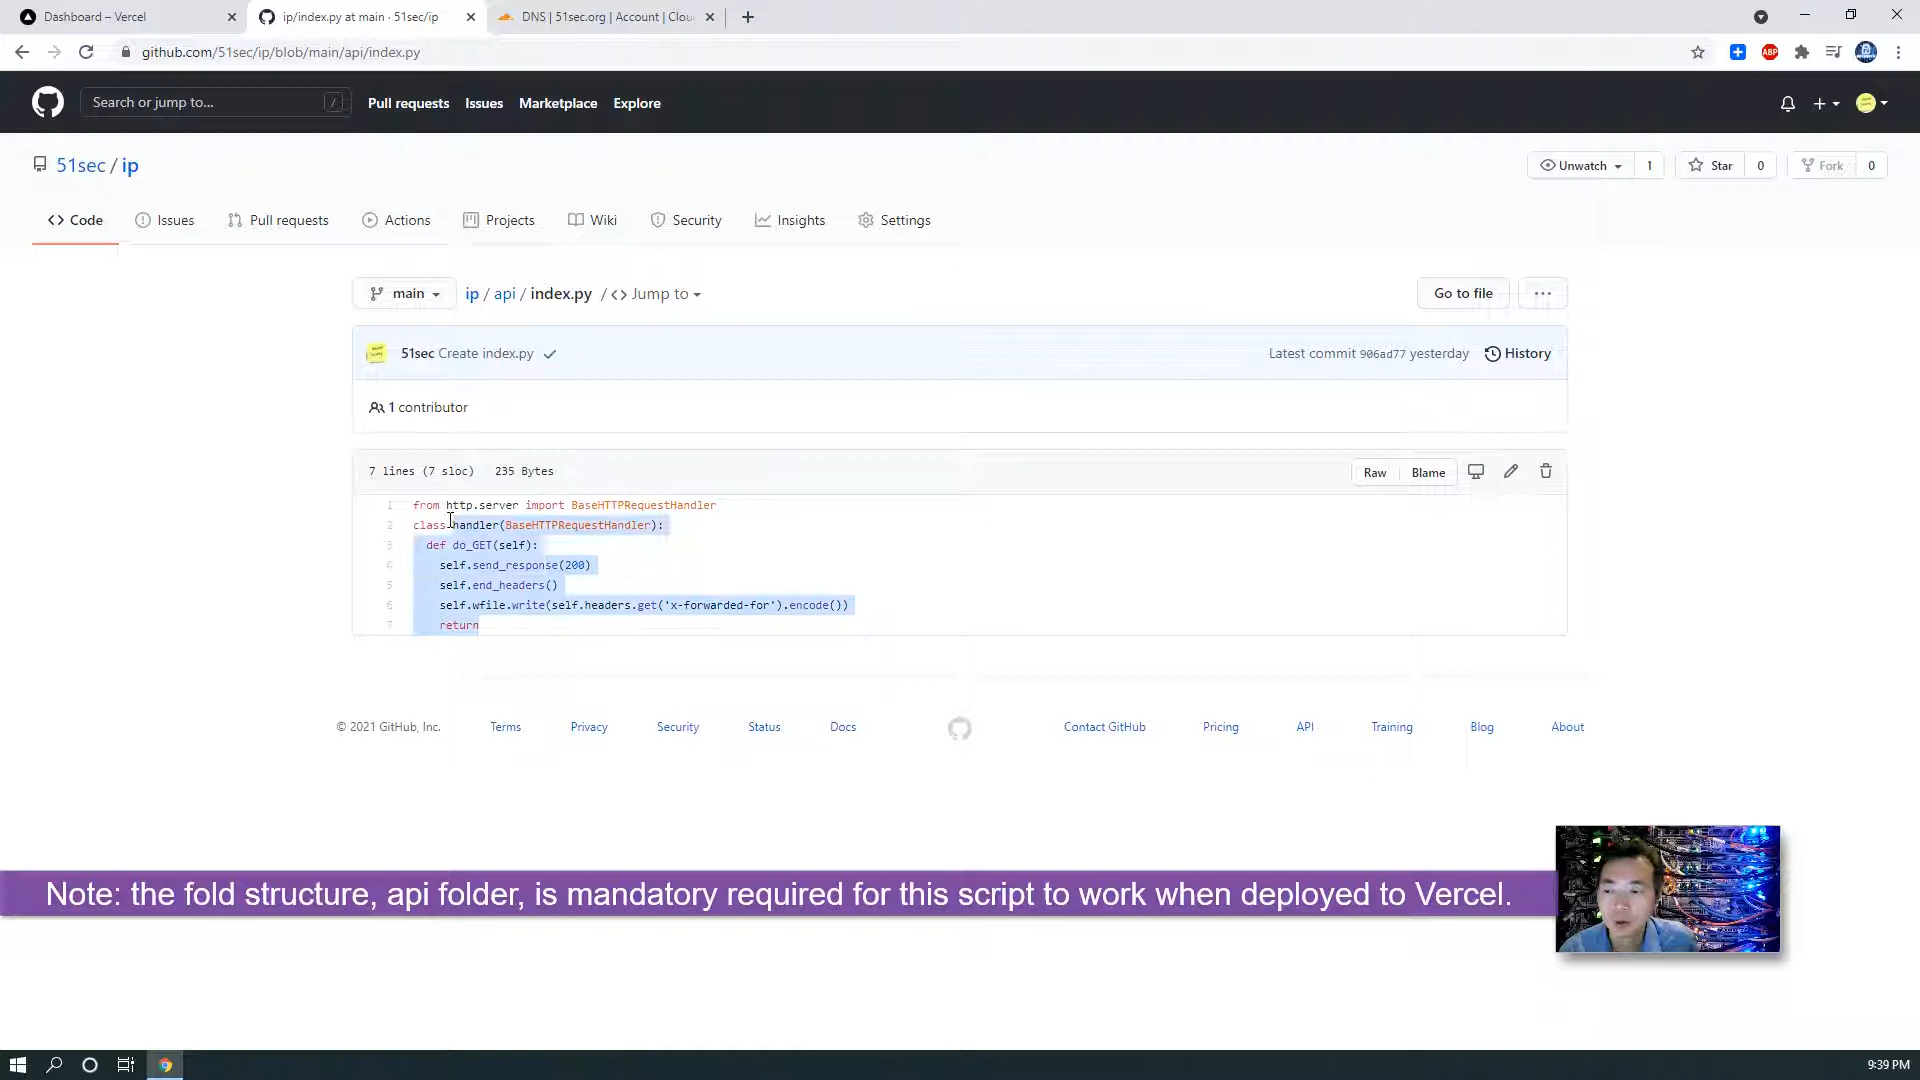 Dashboard – Vercel
ip/index.py at main · 51sec/ip
DNS | 51sec.org | Account | Clou
github.com/51sec/ip/blob/main/api/index.py
ABP
Search or jump to...
/
Pull requests
Issues
Marketplace
Explore
51sec / ip
Unwatch
1
Star
0
Fork
0
Code
Issues
Pull requests
Actions
Projects
Wiki
Security
Insights
Settings
main
ip / api / index.py / <> Jump to
Go to file
...
51sec Create index.py
Latest commit 906ad77 yesterday
History
1 contributor
7 lines (7 sloc)
235 Bytes
Raw
Blame
1 from http.server import BaseHTTPRequestHandler
2 class handler(BaseHTTPRequestHandler):
3 def do_GET(self):
4 self.send_response(200)
5 self.end_headers()
6 self.wfile.write(self.headers.get('x-forwarded-for').encode())
7 return
© 2021 GitHub, Inc.
Terms
Privacy
Security
Status
Docs
Contact GitHub
Pricing
API
Training
Blog
About
Note: the fold structure, api folder, is mandatory required for this script to work when deployed to Vercel.
9:39 PM